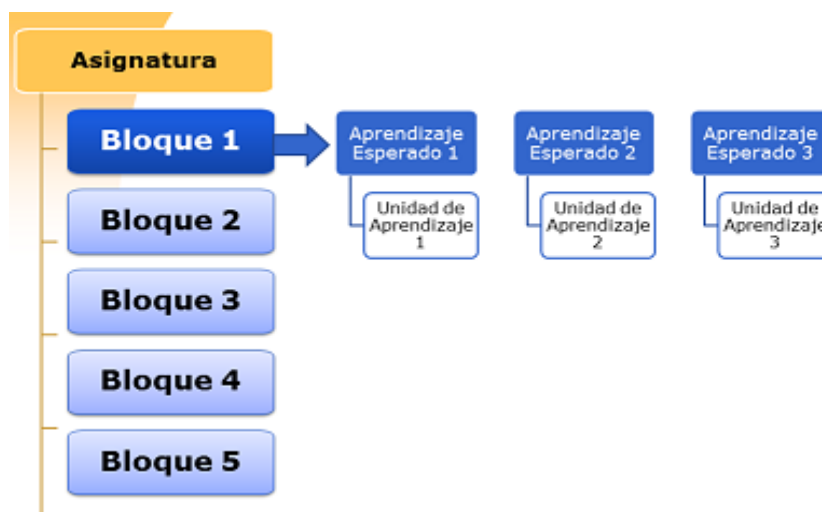 Asignatura
Bloque 1
Aprendizaje
Esperado 1
Aprendizaje
Esperado 2
Aprendizaje
Esperado 3
Unidad de
Aprendizaje
1
Unidad de
Aprendizaje
2
Unidad de
Aprendizaje
3
Bloque 2
Bloque 3
Bloque 4
Bloque 5